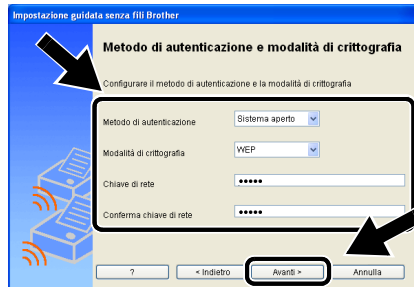 Impostazione guidata senza fili Brother
Metodo di autenticazione e modalità di crittografia
Configurare il metodo di autenticazione e la modalità di crittografia
Metodo di autenticazione
Sistema aperto
Modalità di crittografia
WEP
Chiave di rete
•••••
Conferma chiave di rete
•••••
? < Indietro Avanti > Annulla